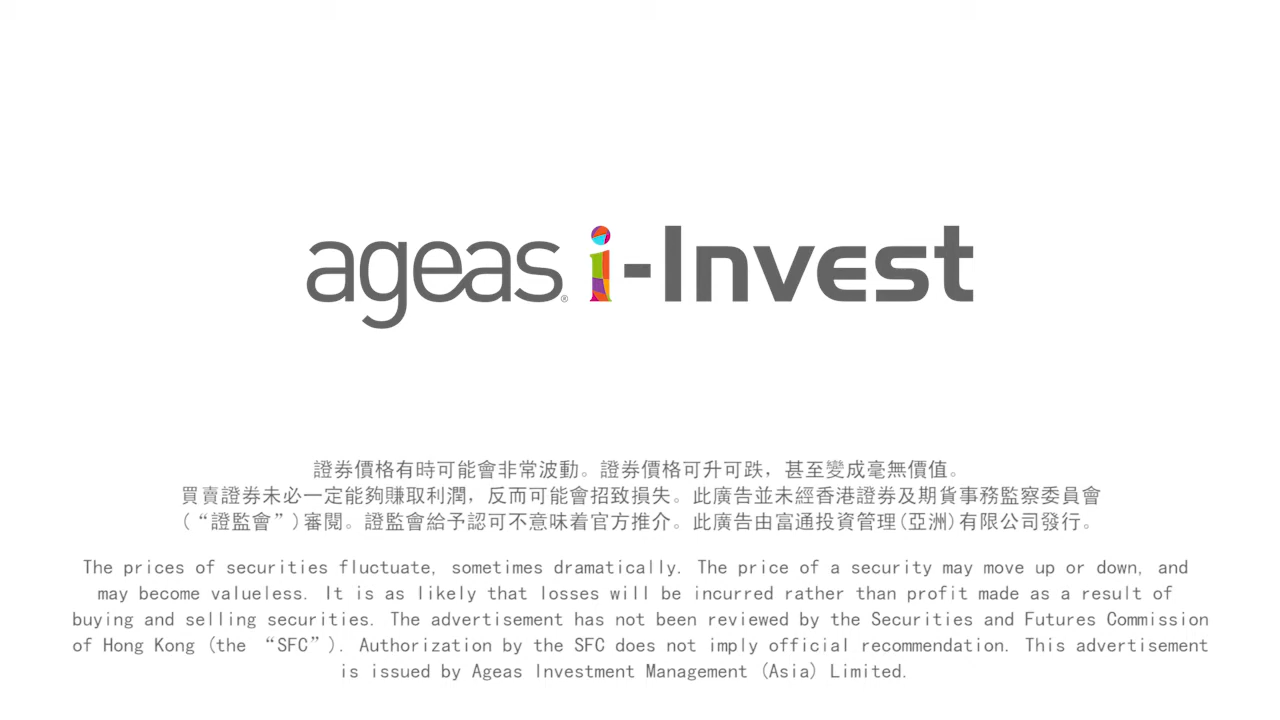 ageas® i-Invest
證券價格有時可能會非常波動。證券價格可升可跌，甚至變成毫無價值。
買賣證券未必一定能夠賺取利潤，反而可能會招致損失。此廣告並未經香港證券及期貨事務監察委員會
(“證監會”)審閱。證監會給予認可不意味着官方推介。此廣告由富通投資管理(亞洲)有限公司發行。
The prices of securities fluctuate, sometimes dramatically. The price of a security may move up or down, and
may become valueless. It is as likely that losses will be incurred rather than profit made as a result of
buying and selling securities. The advertisement has not been reviewed by the Securities and Futures Commission
of Hong Kong (the “SFC”). Authorization by the SFC does not imply official recommendation. This advertisement
is issued by Ageas Investment Management (Asia) Limited.